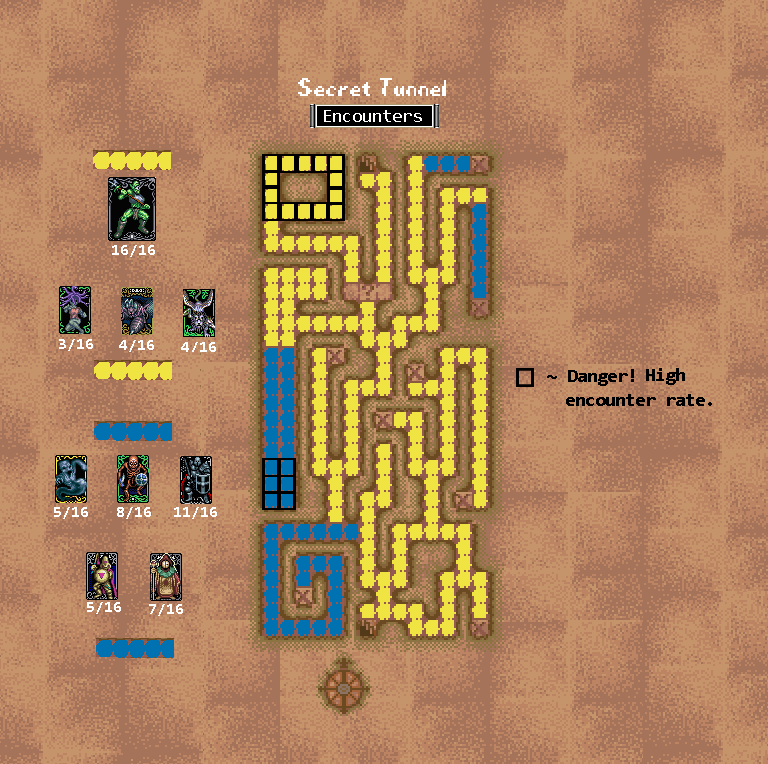 Secret Tunnel
Encounters
16/16
3/16 4/16 4/16
~ Danger! High
encounter rate.
5/16 8/16 11/16
5/16 7/16